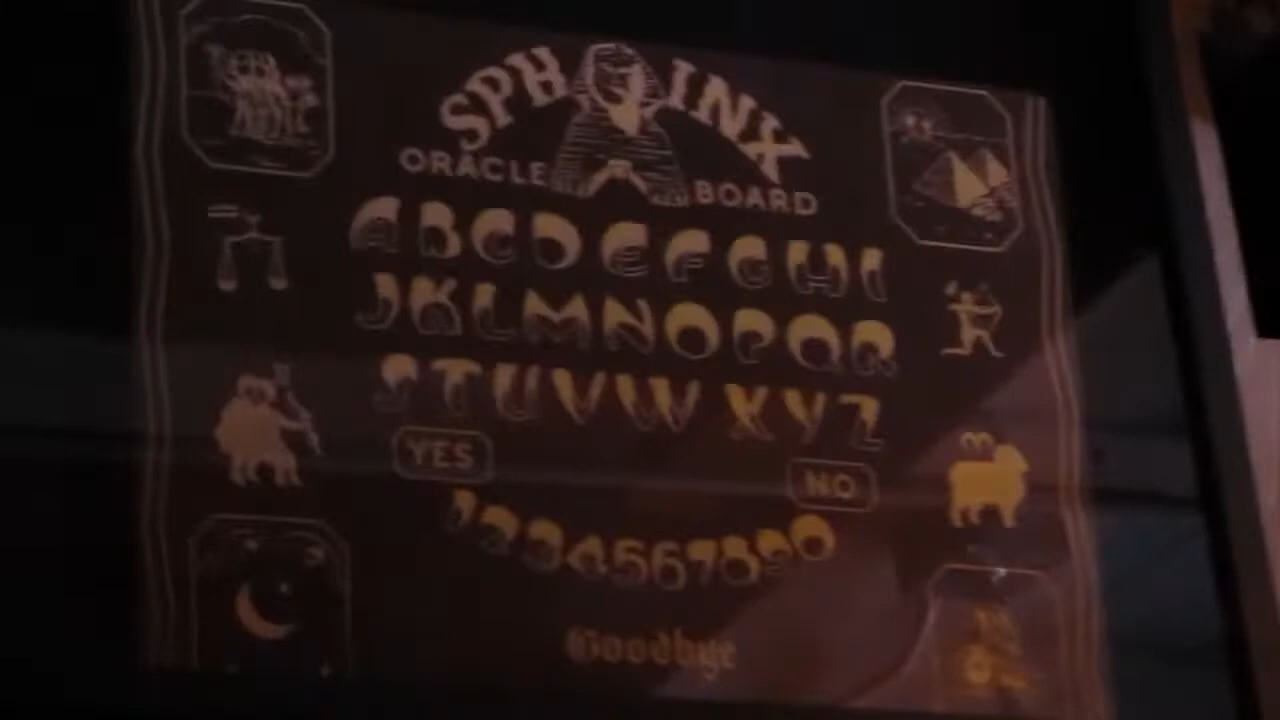 SPHINX
ORACLE BOARD
ABCDEFGHI
JKLMNOPQR
STUVWXYZ
YES NO
1234567890
Goodbye